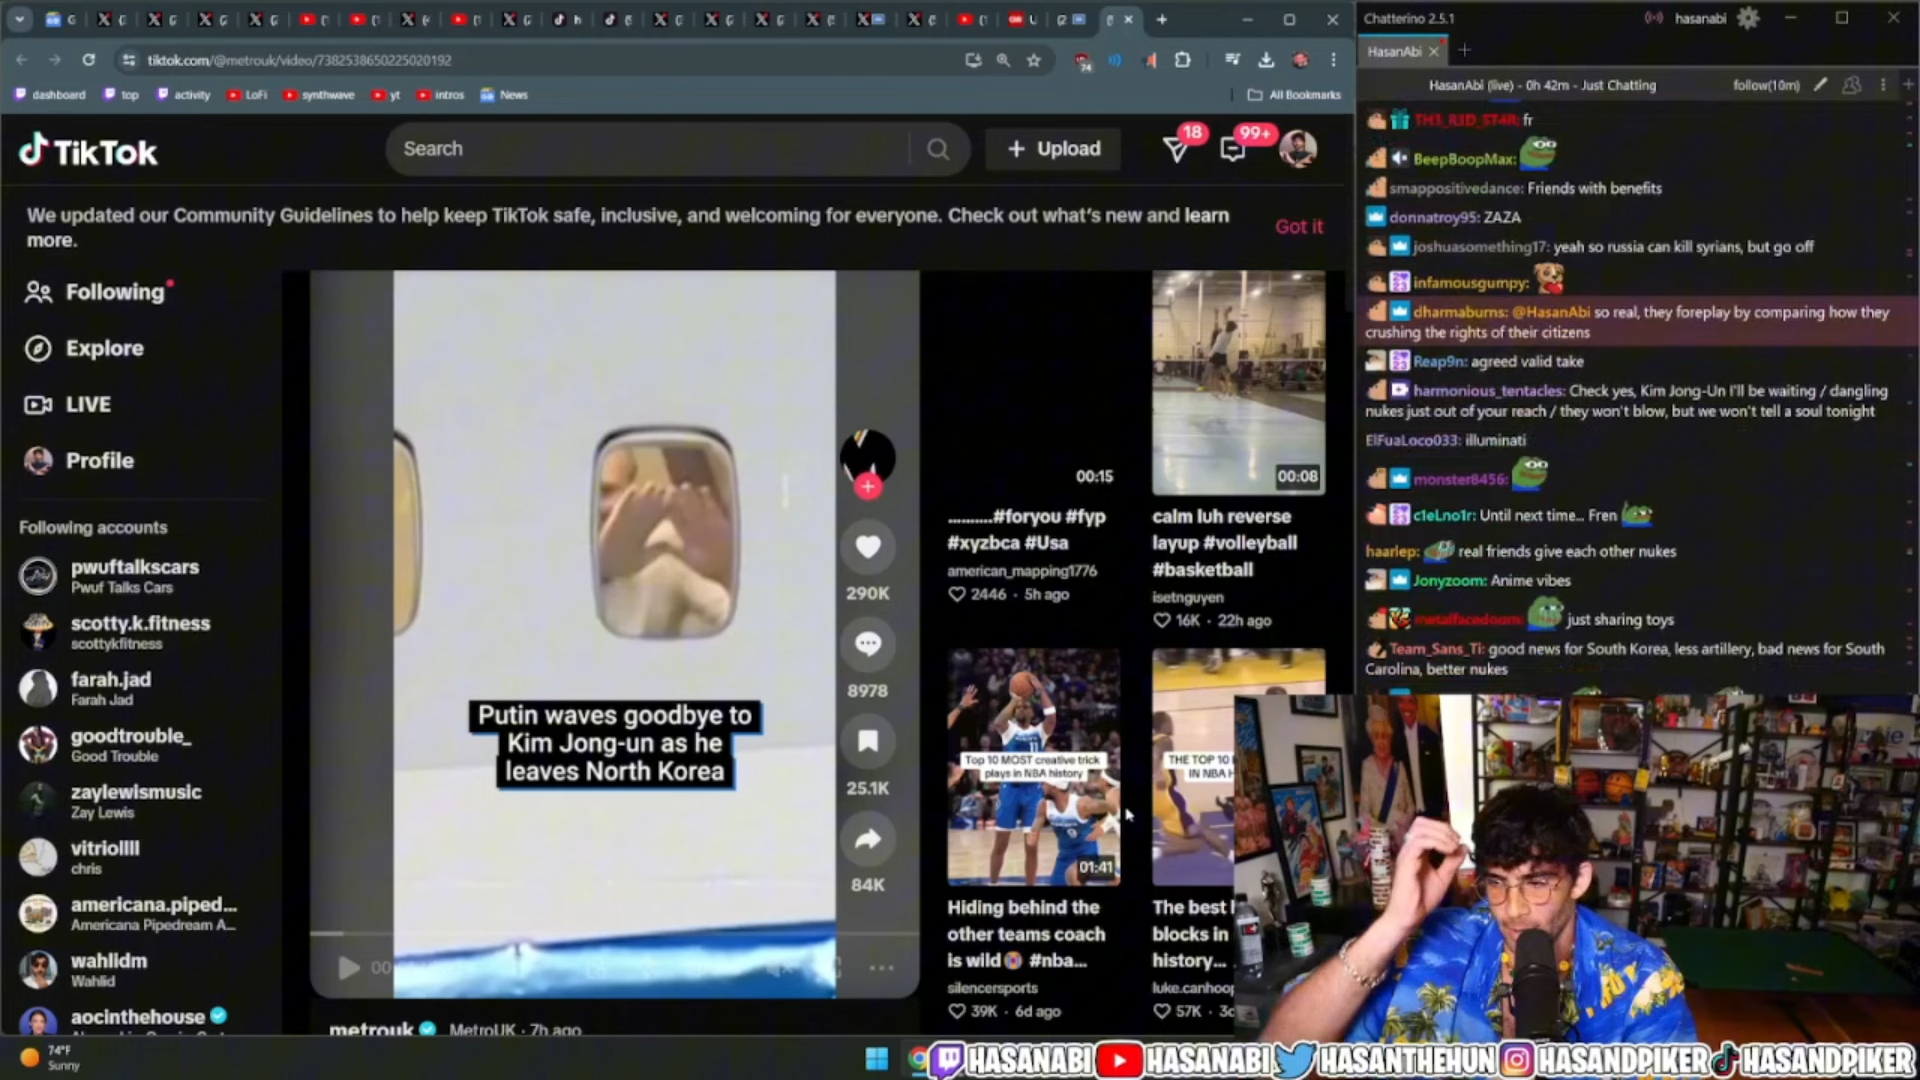 tiktok.com/@metrouk/video/7382538650225020192
74
dashboard
top
activity
LoFi
synthwave
yt
intros
News
All Bookmarks
TikTok
Search
Upload
18
99+
We updated our Community Guidelines to help keep TikTok safe, inclusive, and welcoming for everyone. Check out what's new and learn
more.
Got it
Following
Explore
LIVE
Profile
Following accounts
pwuftalkscars
Pwuf Talks Cars
scotty.k.fitness
scottykfitness
farah.jad
Farah Jad
goodtrouble_
Good Trouble
zaylewismusic
Zay Lewis
vitriollll
chris
americana.piped...
Americana Pipedream A...
wahlidm
Wahlid
aocinthehouse
Putin waves goodbye to
Kim Jong-un as he
leaves North Korea
290K
8978
25.1K
84K
metrouk
MetroUK · 7h ago
00:15
..........#foryou #fyp
#xyzbca #Usa
american_mapping1776
2446 · 5h ago
00:08
calm luh reverse
layup #volleyball
#basketball
isetnguyen
16K · 22h ago
Top 10 MOST creative trick
plays in NBA history
01:41
Hiding behind the
other teams coach
is wild #nba...
silencersports
39K · 6d ago
THE TOP 10
IN NBA H
The best
blocks in
history...
luke.canhoop
57K · 3d
Chatterino 2.5.1
hasanabi
HasanAbi
HasanAbi (live) - 0h 42m - Just Chatting
follow(10m)
TH3_R3D_ST4R: fr
BeepBoopMax:
smappositivedance: Friends with benefits
donnatroy95: ZAZA
joshuasomething17: yeah so russia can kill syrians, but go off
infamousgumpy:
dharmaburns: @HasanAbi so real, they foreplay by comparing how they
crushing the rights of their citizens
Reap9n: agreed valid take
harmonious_tentacles: Check yes, Kim Jong-Un I'll be waiting / dangling
nukes just out of your reach / they won't blow, but we won't tell a soul tonight
ElFuaLoco033: illuminati
monster8456:
c1eLno1r: Until next time... Fren
haarlep: real friends give each other nukes
Jonyzoom: Anime vibes
metalfacedoom: just sharing toys
Team_Sans_Ti: good news for South Korea, less artillery, bad news for South
Carolina, better nukes
74°F
Sunny
HASANABI
HASANABI
HASANTHEHUN
HASANDPIKER
HASANDPIKER